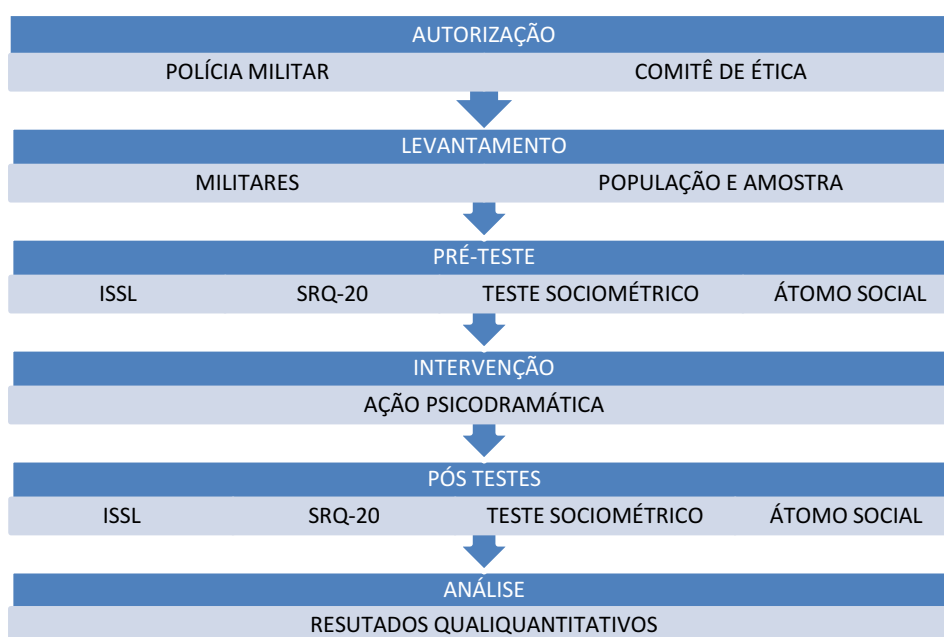 AUTORIZAÇÃO
POLÍCIA MILITAR COMITÊ DE ÉTICA
LEVANTAMENTO
MILITARES POPULAÇÃO E AMOSTRA
PRÉ-TESTE
ISSL SRQ-20 TESTE SOCIOMÉTRICO ÁTOMO SOCIAL
INTERVENÇÃO
AÇÃO PSICODRAMÁTICA
PÓS TESTES
ISSL SRQ-20 TESTE SOCIOMÉTRICO ÁTOMO SOCIAL
ANÁLISE
RESUTADOS QUALIQUANTITATIVOS